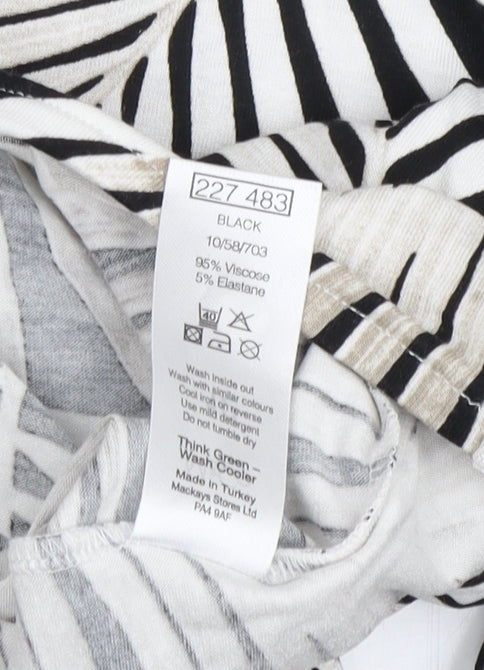 227 483
BLACK
10/58/703
95% Viscose
5% Elastane
40
Wash inside out
Wash with similar colours
Cool iron on reverse
Use mild detergent
Do not tumble dry
Think Green –
Wash Cooler
Made in Turkey
Mackays Stores Ltd
PA4 9AF